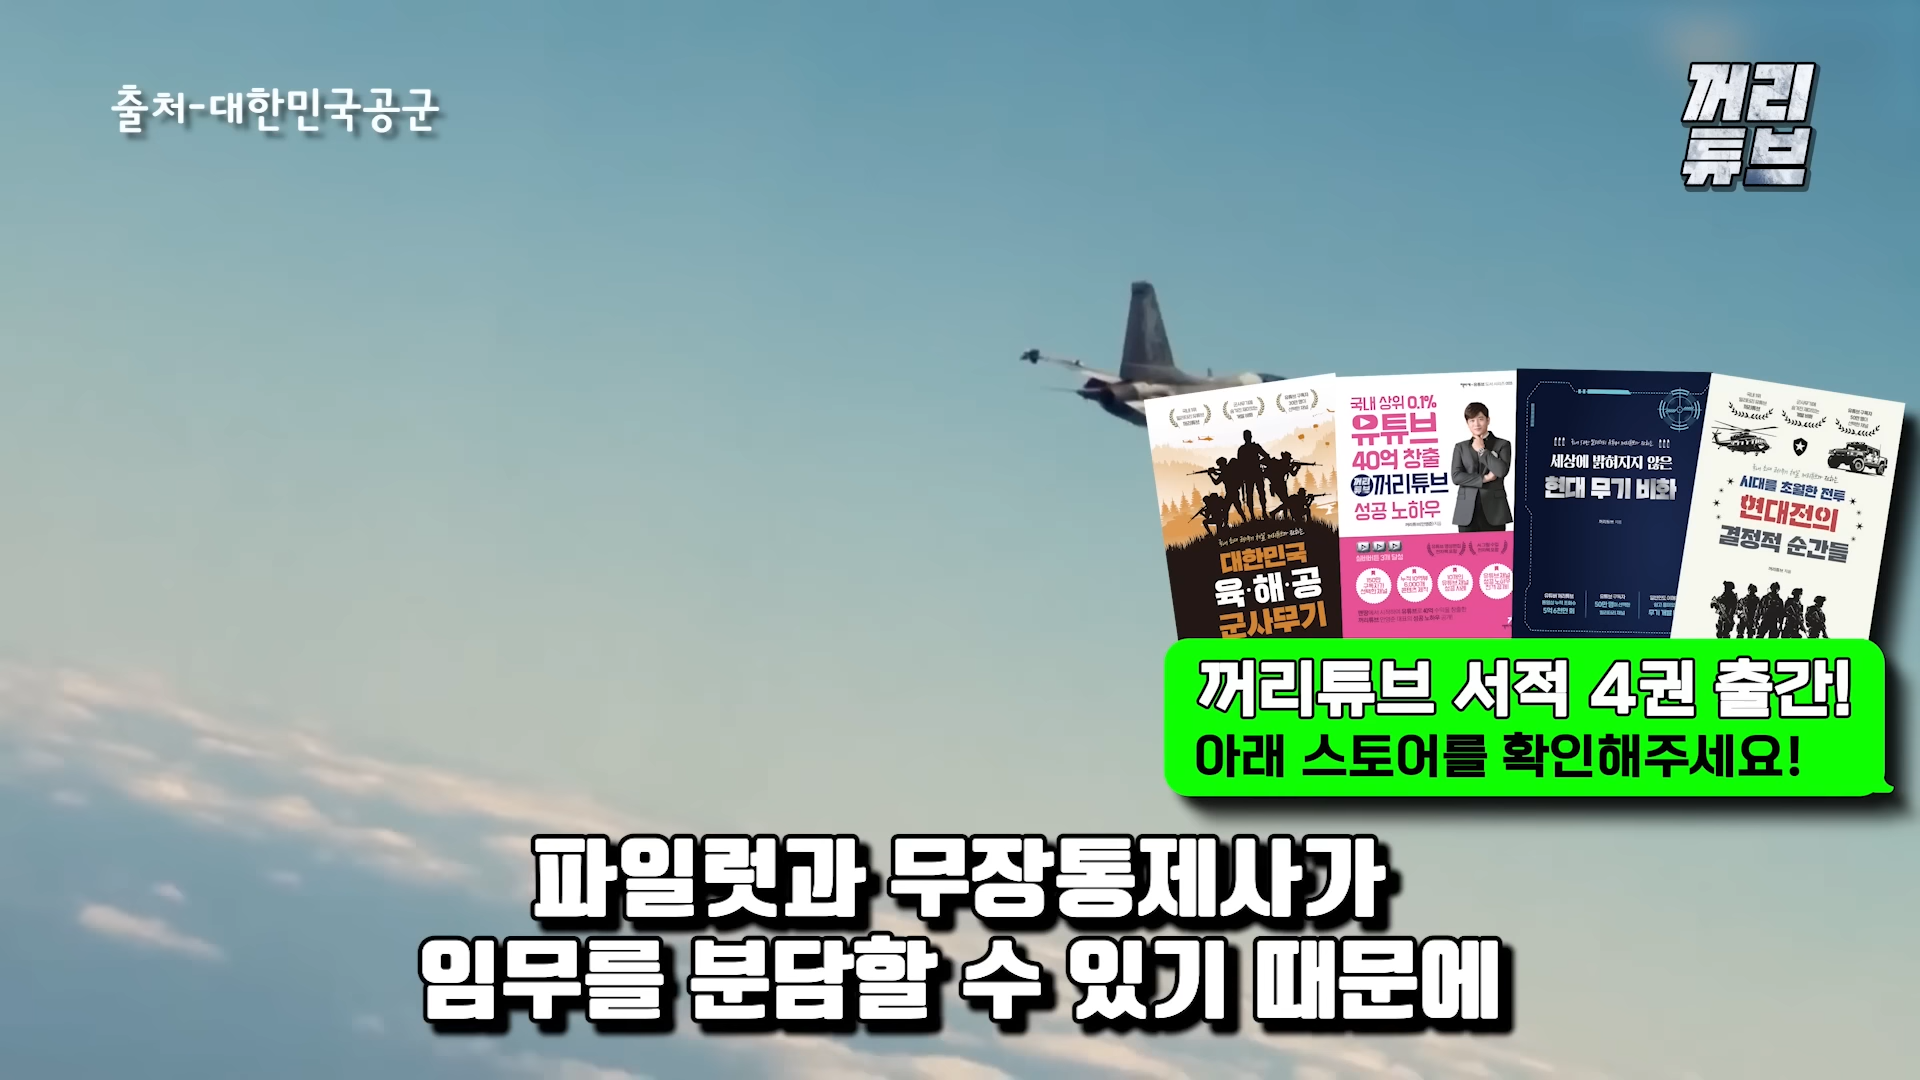 출처-대한민국공군
꺼리
튜브
대한민국
육·해·공
군사무기
국내 상위 0.1%
유튜브
40억 창출
꺼리튜브
성공 노하우
세상에 밝혀지지 않은
현대 무기 비화
시대를 초월한 전투
현대전의
결정적 순간들
꺼리튜브 서적 4권 출간!
아래 스토어를 확인해주세요!
파일럿과 무장통제사가
임무를 분담할 수 있기 때문에